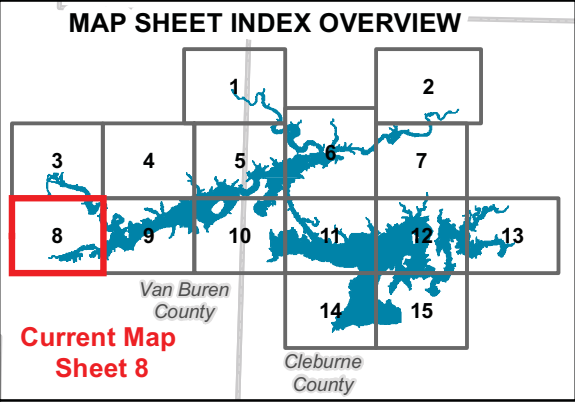 MAP SHEET INDEX OVERVIEW
1
2
3
4
5
6
7
8
9
10
11
12
13
Van Buren
County
14
15
Current Map
Sheet 8
Cleburne
County